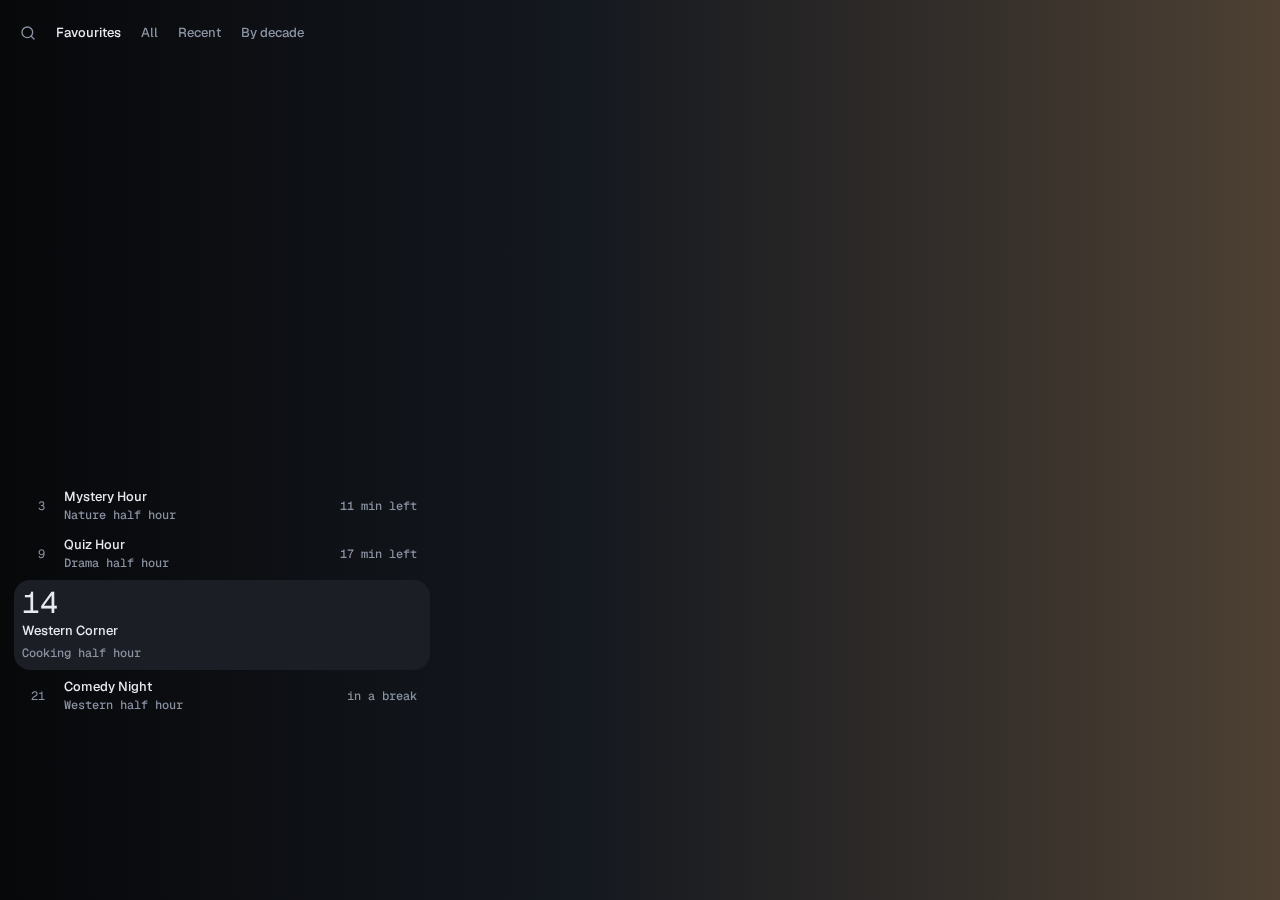 Favourites All Recent By decade
Mystery Hour
3 11 min left
Nature half hour
Quiz Hour
9 17 min left
Drama half hour
14
Western Corner
Cooking half hour
Comedy Night
21 in a break
Western half hour